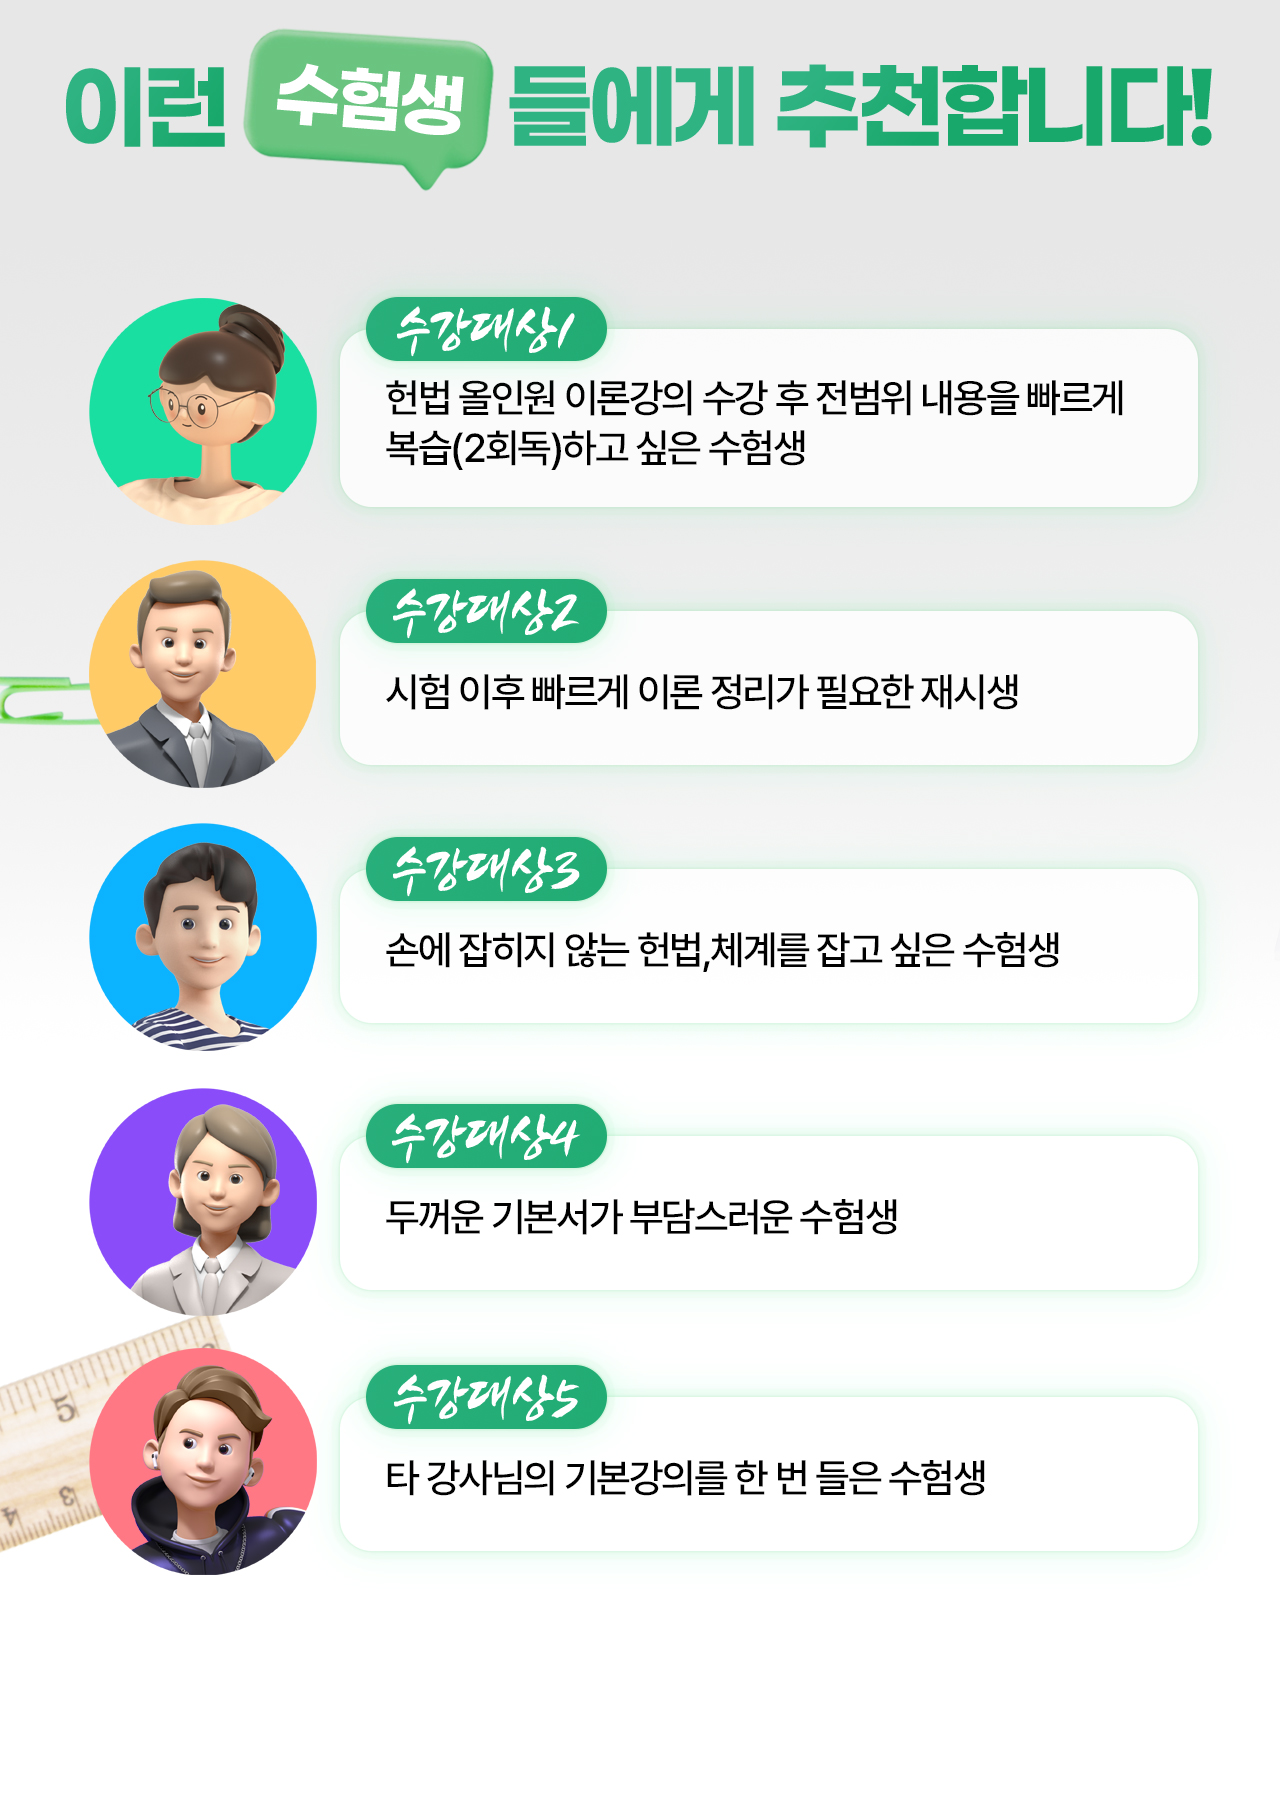 이런 수험생 들에게 추천합니다!
수강대상1
헌법 올인원 이론강의 수강 후 전범위 내용을 빠르게
복습(2회독)하고 싶은 수험생
수강대상2
시험 이후 빠르게 이론 정리가 필요한 재시생
수강대상3
손에 잡히지 않는 헌법,체계를 잡고 싶은 수험생
수강대상4
두꺼운 기본서가 부담스러운 수험생
5
3
4
수강대상5
타 강사님의 기본강의를 한 번 들은 수험생